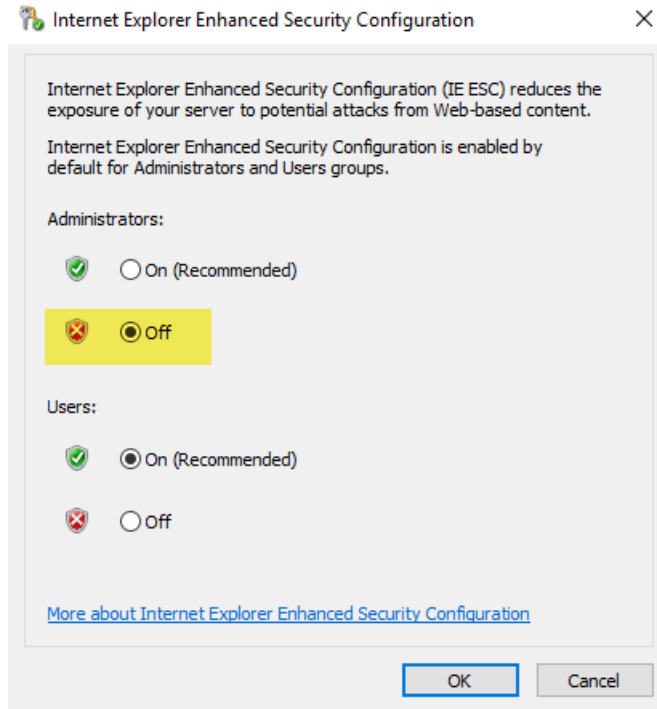 Internet Explorer Enhanced Security Configuration
Internet Explorer Enhanced Security Configuration (IE ESC) reduces the
exposure of your server to potential attacks from Web-based content.
Internet Explorer Enhanced Security Configuration is enabled by
default for Administrators and Users groups.
Administrators:
On (Recommended)
Off
Users:
On (Recommended)
Off
More about Internet Explorer Enhanced Security Configuration
OK Cancel